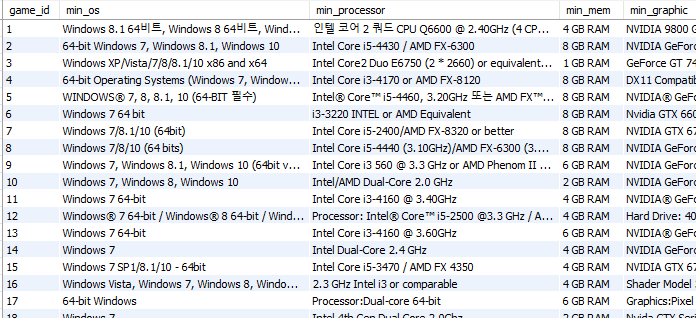 game_id min_os min_processor min_mem min_graphic
1 Windows 8.1 64비트, Windows 8 64비트, Wind... 인텔 코어 2 쿼드 CPU Q6600 @ 2.40GHz (4 CP... 4 GB RAM NVIDIA 9800 G
2 64-bit Windows 7, Windows 8.1, Windows 10 Intel Core i5-4430 / AMD FX-6300 8 GB RAM NVIDIA GeFor
3 Windows XP/Vista/7/8/8.1/10 x86 and x64 Intel Core2 Duo E6750 (2 * 2660) or equivalent... 1 GB RAM GeForce GT 74
4 64-bit Operating Systems (Windows 7, Window... Intel Core i3-4170 or AMD FX-8120 8 GB RAM DX11 Compatib
5 WINDOWS® 7, 8, 8.1, 10 (64-BIT 필수) Intel® Core™ i5-4460, 3.20GHz 또는 AMD FX™... 8 GB RAM NVIDIA® GeFo
6 Windows 7 64 bit i3-3220 INTEL or AMD Equivalent 8 GB RAM Nvidia GTX 660
7 Windows 7/8.1/10 (64bit) Intel Core i5-2400/AMD FX-8320 or better 8 GB RAM NVIDIA GTX 67
8 Windows 7/8/10 (64 bits) Intel Core i5-4440 (3.10GHz)/AMD FX-6300 (3.... 6 GB RAM NVIDIA GeForc
9 Windows 7, Windows 8.1, Windows 10 (64bit v... Intel Core i3 560 @ 3.3 GHz or AMD Phenom II ... 6 GB RAM NVIDIA GeForc
10 Windows 7, Windows 8, Windows 10 Intel/AMD Dual-Core 2.0 GHz 2 GB RAM NVIDIA GeForc
11 Windows 7 64-bit Intel Core i3-4160 @ 3.40GHz 4 GB RAM NVIDIA GTX 4
12 Windows® 7 64-bit / Windows® 8 64-bit / Wind... Processor: Intel® Core™ i5-2500 @3.3 GHz / A... 4 GB RAM Hard Drive: 40
13 Windows 7 64-bit Intel Core i3-4160 @ 3.60GHz 6 GB RAM NVIDIA GeForc
14 Windows 7 Intel Dual-Core 2.4 GHz 4 GB RAM NVIDIA GeForc
15 Windows 7 SP1/8.1/10 - 64bit Intel Core i5-3470 / AMD FX 4350 4 GB RAM NVIDIA GTX 67
16 Windows Vista, Windows 7, Windows 8, Windo... 2.3 GHz Intel i3 or comparable 4 GB RAM Shader Model
17 64-bit Windows Processor:Dual-core 64-bit 6 GB RAM Graphics:Pixel
Windows 7 Intel 4th Gen Dual Core 2.0Ghz 2 GB RAM